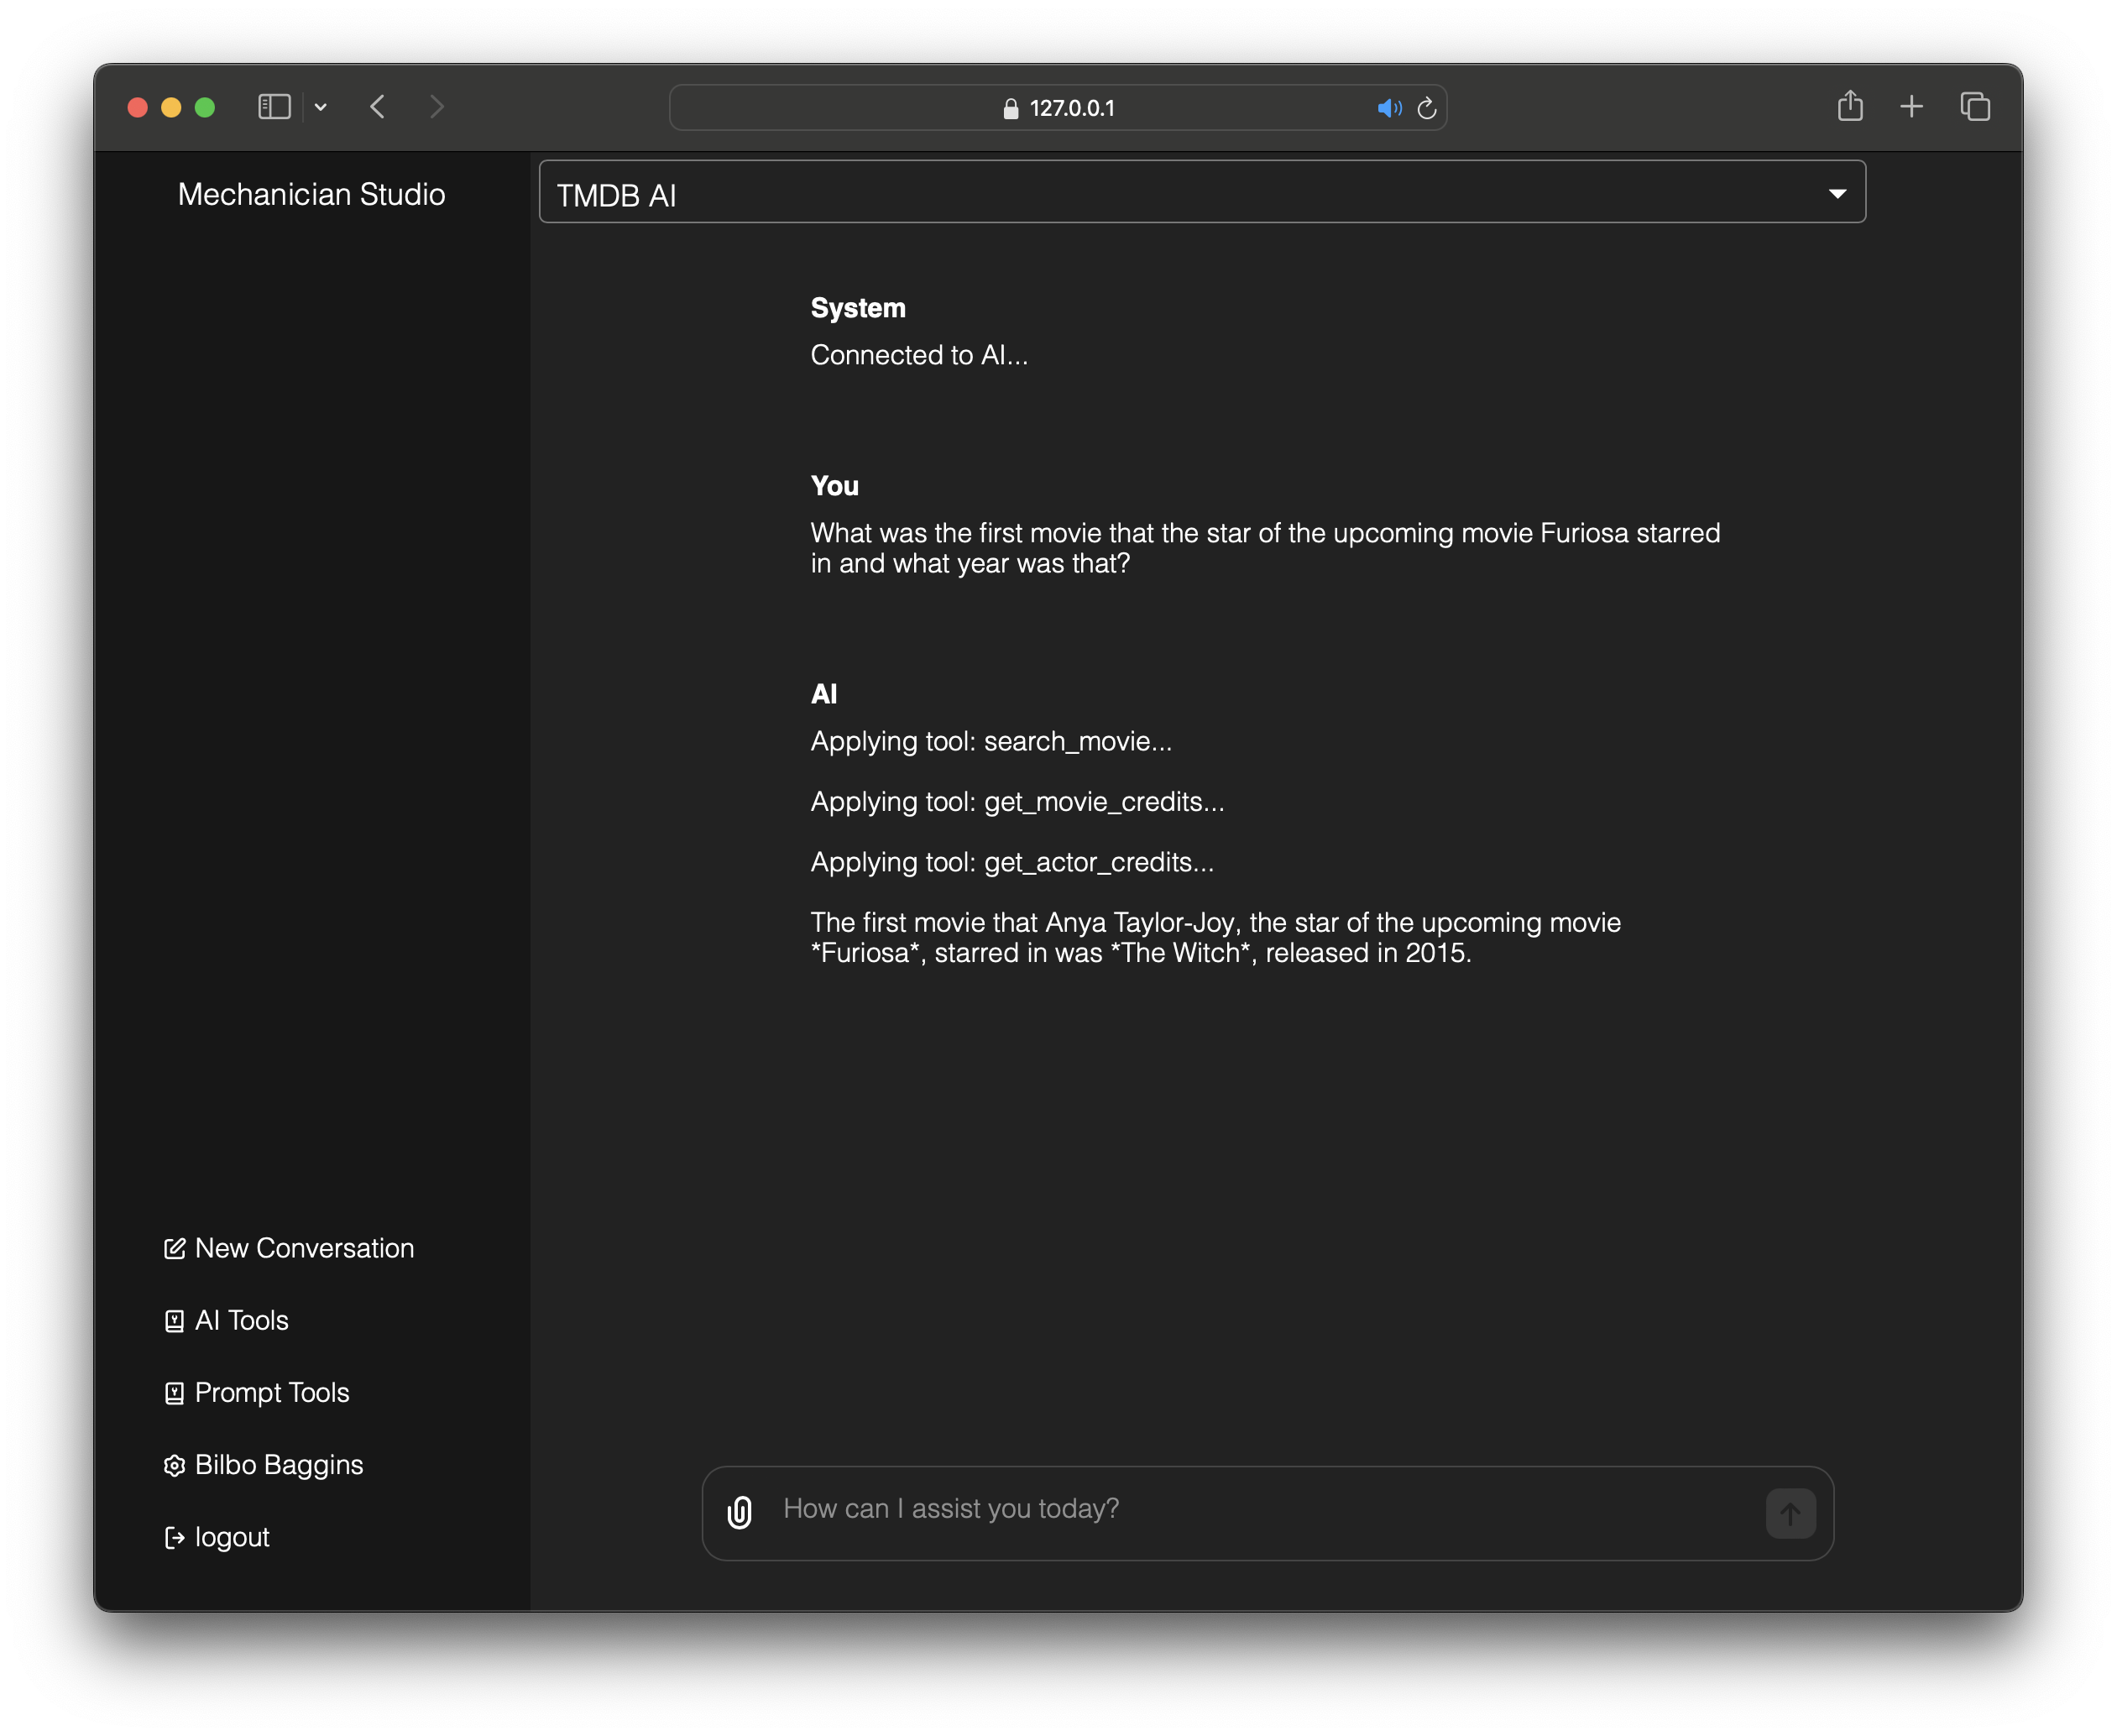 127.0.0.1
Mechanician Studio
TMDB AI
System
Connected to AI...
You
What was the first movie that the star of the upcoming movie Furiosa starred
in and what year was that?
AI
Applying tool: search_movie...
Applying tool: get_movie_credits...
Applying tool: get_actor_credits...
The first movie that Anya Taylor-Joy, the star of the upcoming movie
*Furiosa*, starred in was *The Witch*, released in 2015.
New Conversation
AI Tools
Prompt Tools
Bilbo Baggins
logout
How can I assist you today?